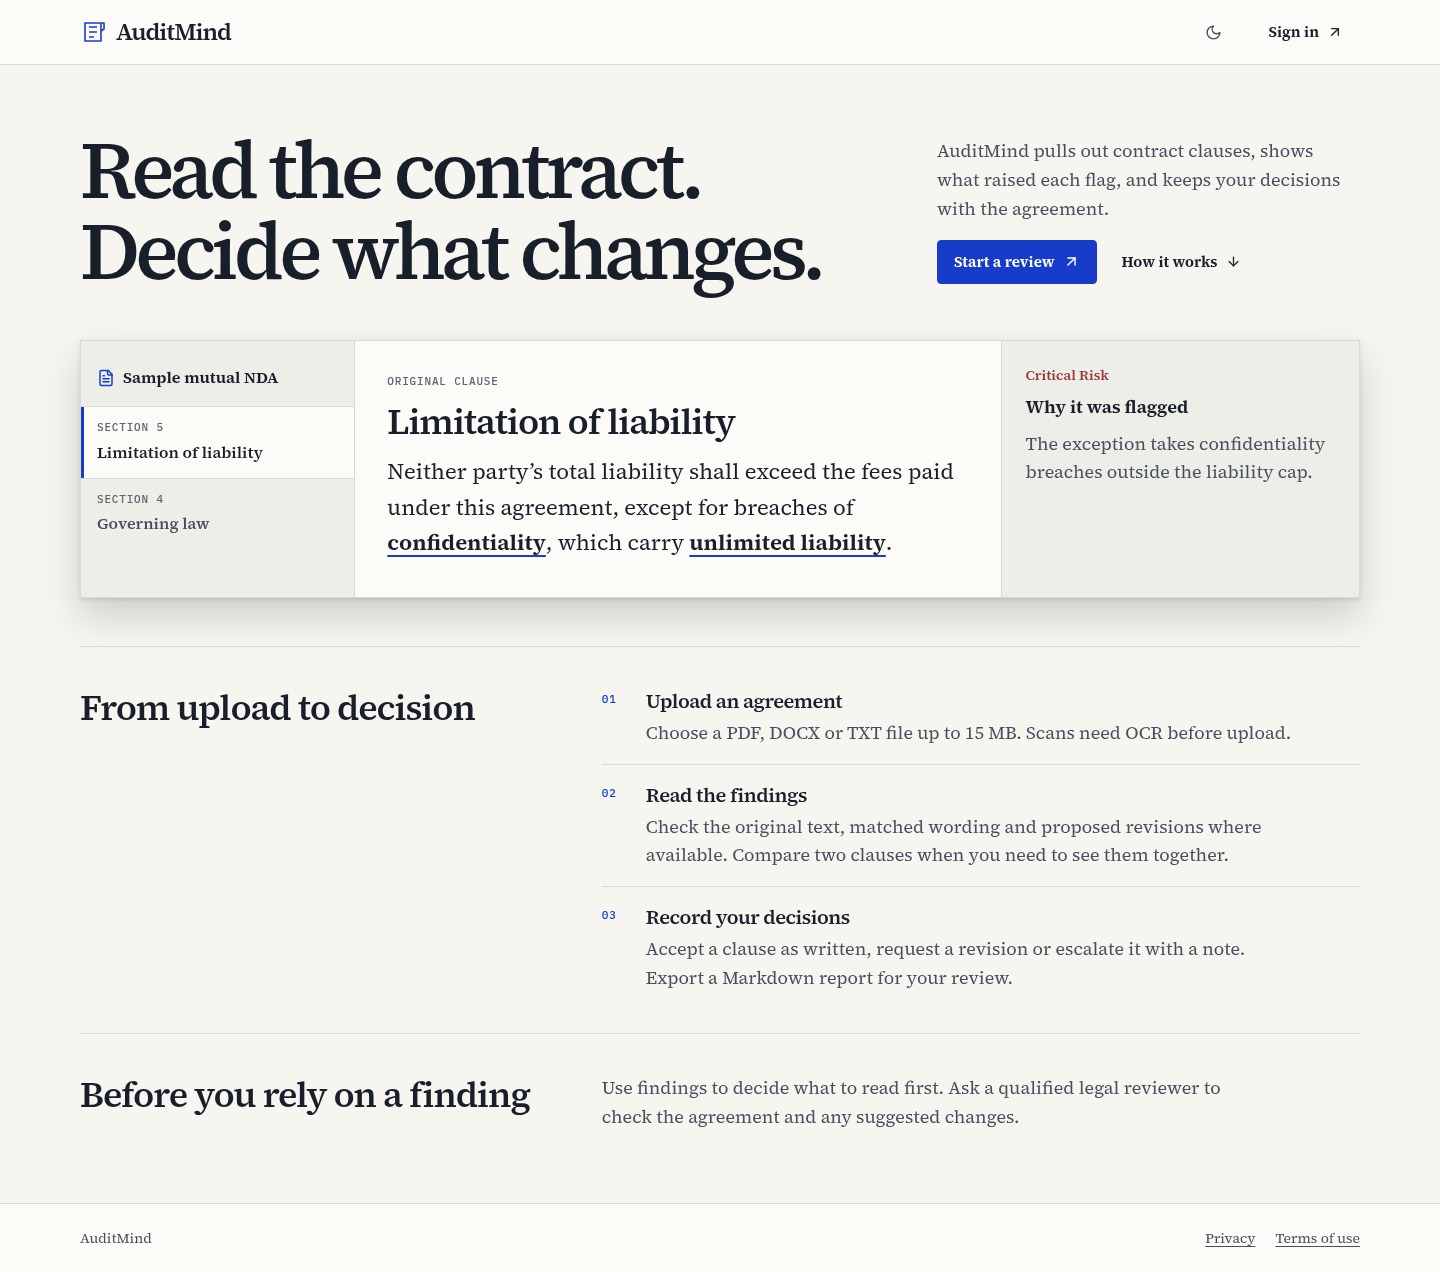 AuditMind
Sign in
Read the contract.
Decide what changes.
AuditMind pulls out contract clauses, shows
what raised each flag, and keeps your decisions
with the agreement.
Start a review
How it works
Sample mutual NDA
SECTION 5
Limitation of liability
SECTION 4
Governing law
ORIGINAL CLAUSE
Limitation of liability
Neither party’s total liability shall exceed the fees paid
under this agreement, except for breaches of
confidentiality, which carry unlimited liability.
Critical Risk
Why it was flagged
The exception takes confidentiality
breaches outside the liability cap.
From upload to decision
01
Upload an agreement
Choose a PDF, DOCX or TXT file up to 15 MB. Scans need OCR before upload.
02
Read the findings
Check the original text, matched wording and proposed revisions where
available. Compare two clauses when you need to see them together.
03
Record your decisions
Accept a clause as written, request a revision or escalate it with a note.
Export a Markdown report for your review.
Before you rely on a finding
Use findings to decide what to read first. Ask a qualified legal reviewer to
check the agreement and any suggested changes.
AuditMind
Privacy
Terms of use